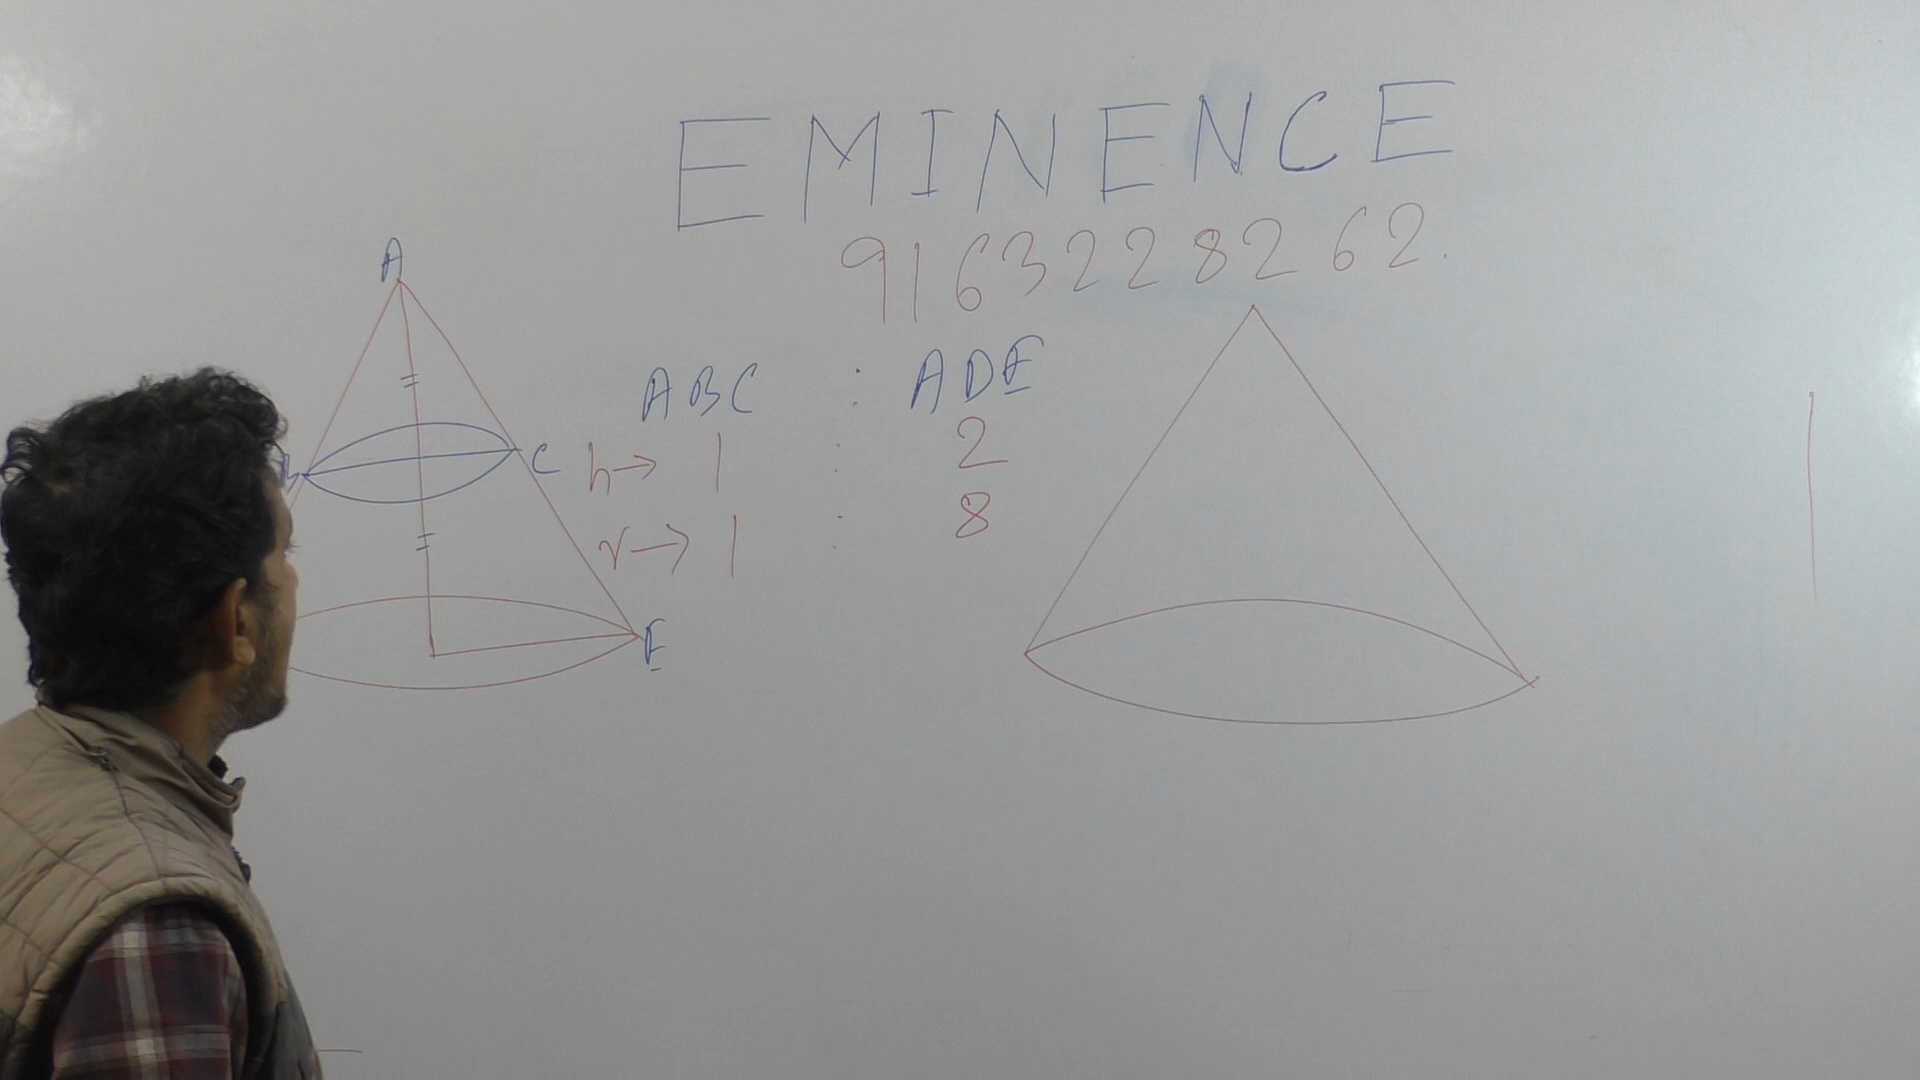 EMINENCE
9163228262.
A
B
C
E
ABC : ADE
h→ 1 : 2
r→ 1 : 8